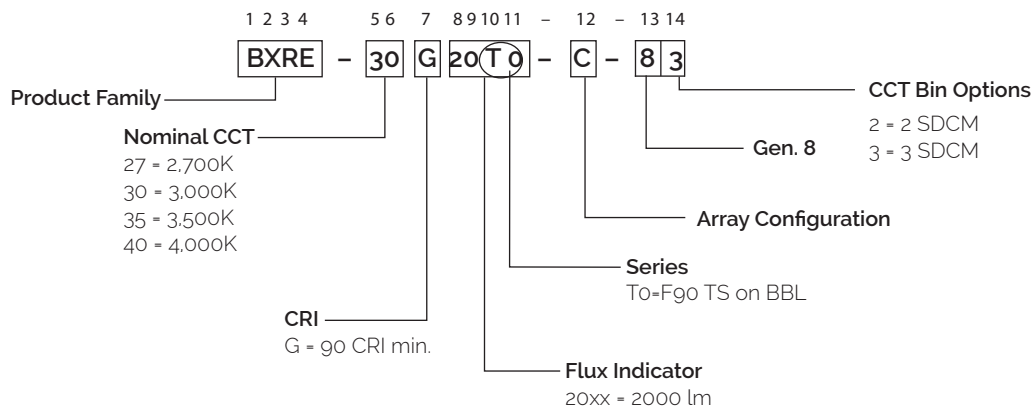 1 2 3 4 5 6 7 8 9 10 11 – 12 – 13 14
BXRE – 30 G 20T0 – C – 8 3
Product Family
CCT Bin Options
2 = 2 SDCM
3 = 3 SDCM
Nominal CCT
27 = 2,700K
30 = 3,000K
35 = 3,500K
40 = 4,000K
Gen. 8
Array Configuration
Series
T0=F90 TS on BBL
CRI
G = 90 CRI min.
Flux Indicator
20xx = 2000 lm